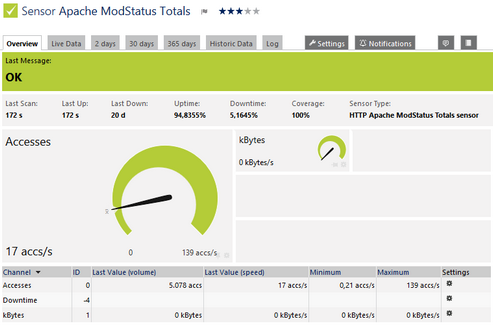 Sensor Apache ModStatus Totals
Overview Live Data 2 days 30 days 365 days Historic Data Log Settings Notifications
Last Message:
OK
Last Scan: Last Up: Last Down: Uptime: Downtime: Coverage: Sensor Type:
172 s 172 s 20 d 94,8355% 5,1645% 100% HTTP Apache ModStatus Totals sensor
Accesses
kBytes
0 kBytes/s
17 accs/s 0 139 accs/s
Channel ID Last Value (volume) Last Value (speed) Minimum Maximum Settings
Accesses 0 5.078 accs 17 accs/s 0,21 accs/s 139 accs/s
Downtime -4
kBytes 1 0 kBytes 0 kBytes/s 0 kBytes/s 0 kBytes/s